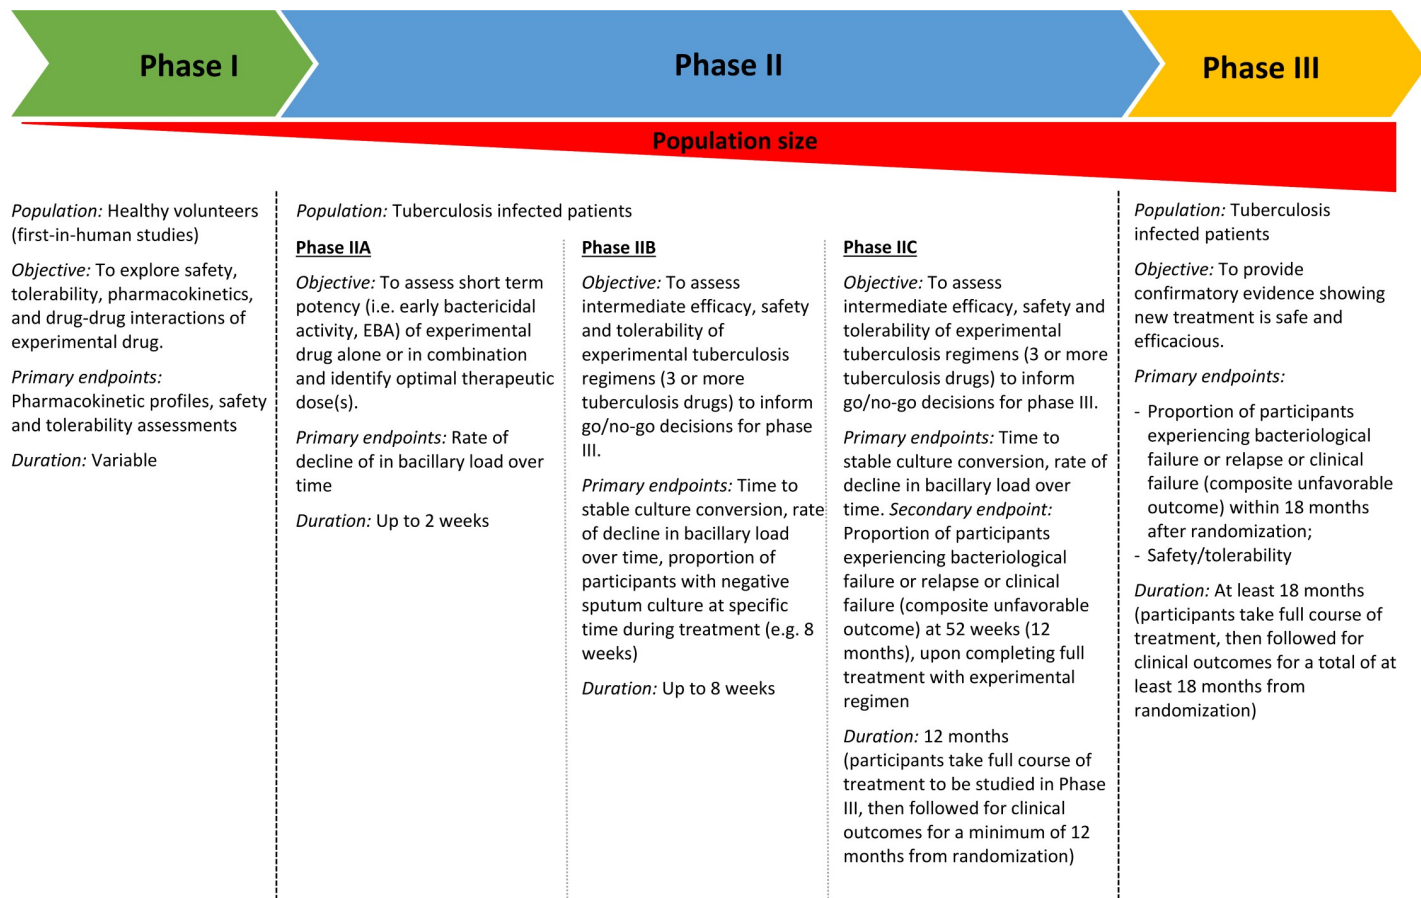 Phase I
Phase II
Phase III
Population size
Population: Healthy volunteers
(first-in-human studies)
Objective: To explore safety,
tolerability, pharmacokinetics,
and drug-drug interactions of
experimental drug.
Primary endpoints:
Pharmacokinetic profiles, safety
and tolerability assessments
Duration: Variable
Population: Tuberculosis infected patients
Phase IIA
Objective: To assess short term
potency (i.e. early bactericidal
activity, EBA) of experimental
drug alone or in combination
and identify optimal therapeutic
dose(s).
Primary endpoints: Rate of
decline of in bacillary load over
time
Duration: Up to 2 weeks
Phase IIB
Objective: To assess
intermediate efficacy, safety
and tolerability of
experimental tuberculosis
regimens (3 or more
tuberculosis drugs) to inform
go/no-go decisions for phase
III.
Primary endpoints: Time to
stable culture conversion, rate
of decline in bacillary load
over time, proportion of
participants with negative
sputum culture at specific
time during treatment (e.g. 8
weeks)
Duration: Up to 8 weeks
Phase IIC
Objective: To assess
intermediate efficacy, safety and
tolerability of experimental
tuberculosis regimens (3 or more
tuberculosis drugs) to inform
go/no-go decisions for phase III.
Primary endpoints: Time to
stable culture conversion, rate of
decline in bacillary load over
time. Secondary endpoint:
Proportion of participants
experiencing bacteriological
failure or relapse or clinical
failure (composite unfavorable
outcome) at 52 weeks (12
months), upon completing full
treatment with experimental
regimen
Duration: 12 months
(participants take full course of
treatment to be studied in Phase
III, then followed for clinical
outcomes for a minimum of 12
months from randomization)
Population: Tuberculosis
infected patients
Objective: To provide
confirmatory evidence showing
new treatment is safe and
efficacious.
Primary endpoints:
- Proportion of participants
experiencing bacteriological
failure or relapse or clinical
failure (composite unfavorable
outcome) within 18 months
after randomization;
- Safety/tolerability
Duration: At least 18 months
(participants take full course of
treatment, then followed for
clinical outcomes for a total of at
least 18 months from
randomization)